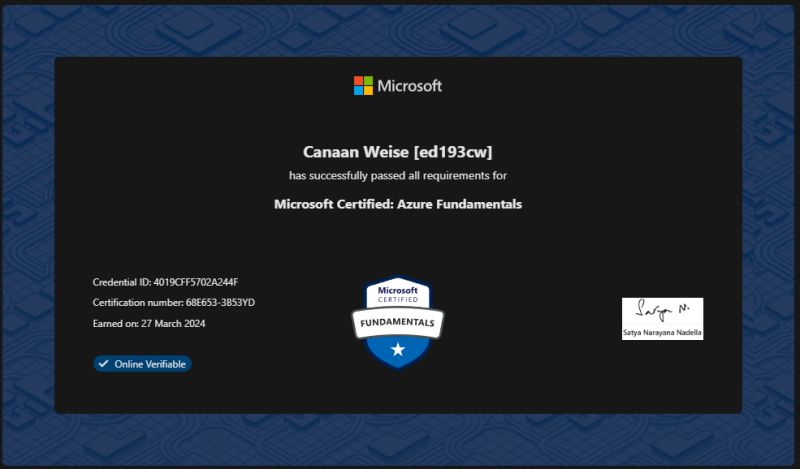 Microsoft
Canaan Weise [ed193cw]
has successfully passed all requirements for
Microsoft Certified: Azure Fundamentals
Credential ID: 4019CFF5702A244F
Certification number: 68E653-3853YD
Earned on: 27 March 2024
Online Verifiable
Microsoft
CERTIFIED
FUNDAMENTALS
Satya N.
Satya Narayana Nadella